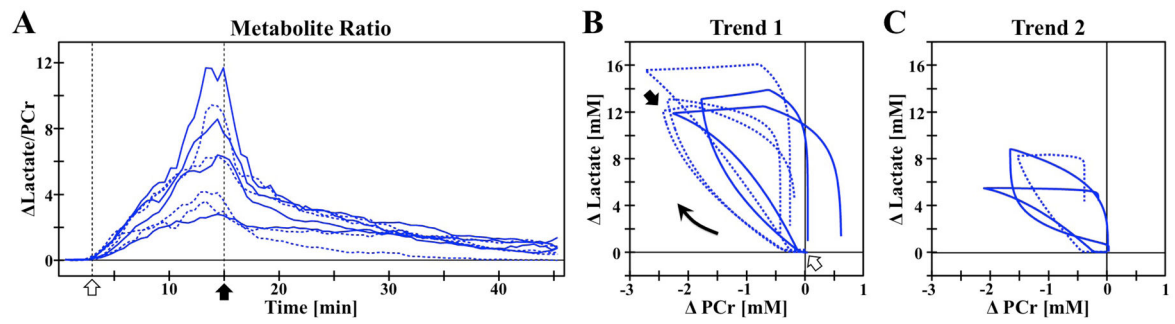 A
Metabolite Ratio
ΔLactate/PCr
12
8
4
0
10
20
30
40
Time [min]
B
Trend 1
Δ Lactate [mM]
16
12
8
4
0
-3
-2
-1
0
1
Δ PCr [mM]
C
Trend 2
Δ Lactate [mM]
16
12
8
4
0
-3
-2
-1
0
1
Δ PCr [mM]